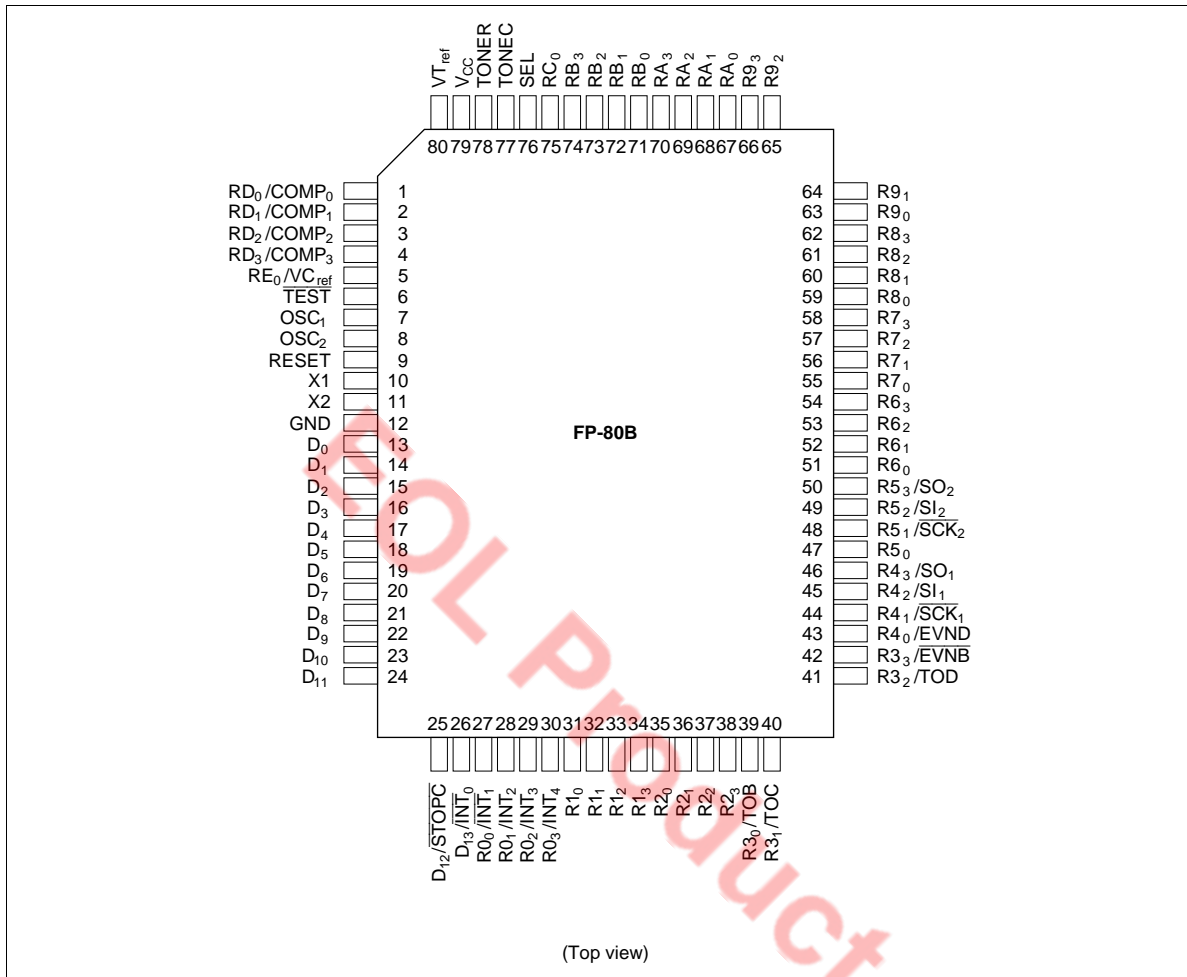 VTref
VCC
TONER
TONEC
SEL
RC0
RB3
RB2
RB1
RB0
RA3
RA2
RA1
RA0
R93
R92
80 79 78 77 76 75 74 73 72 71 70 69 68 67 66 65
RD0/COMP0 1
RD1/COMP1 2
RD2/COMP2 3
RD3/COMP3 4
RE0/VCref 5
TEST 6
OSC1 7
OSC2 8
RESET 9
X1 10
X2 11
GND 12
D0 13
D1 14
D2 15
D3 16
D4 17
D5 18
D6 19
D7 20
D8 21
D9 22
D10 23
D11 24
FP-80B
64 R91
63 R90
62 R83
61 R82
60 R81
59 R80
58 R73
57 R72
56 R71
55 R70
54 R63
53 R62
52 R61
51 R60
50 R53/SO2
49 R52/SI2
48 R51/SCK2
47 R50
46 R43/SO1
45 R42/SI1
44 R41/SCK1
43 R40/EVND
42 R33/EVNB
41 R32/TOD
25 26 27 28 29 30 31 32 33 34 35 36 37 38 39 40
D12/STOPC
D13/INT0
R00/INT1
R01/INT2
R02/INT3
R03/INT4
R10
R11
R12
R13
R20
R21
R22
R23
R30/TOB
R31/TOC
EOL Product
(Top view)